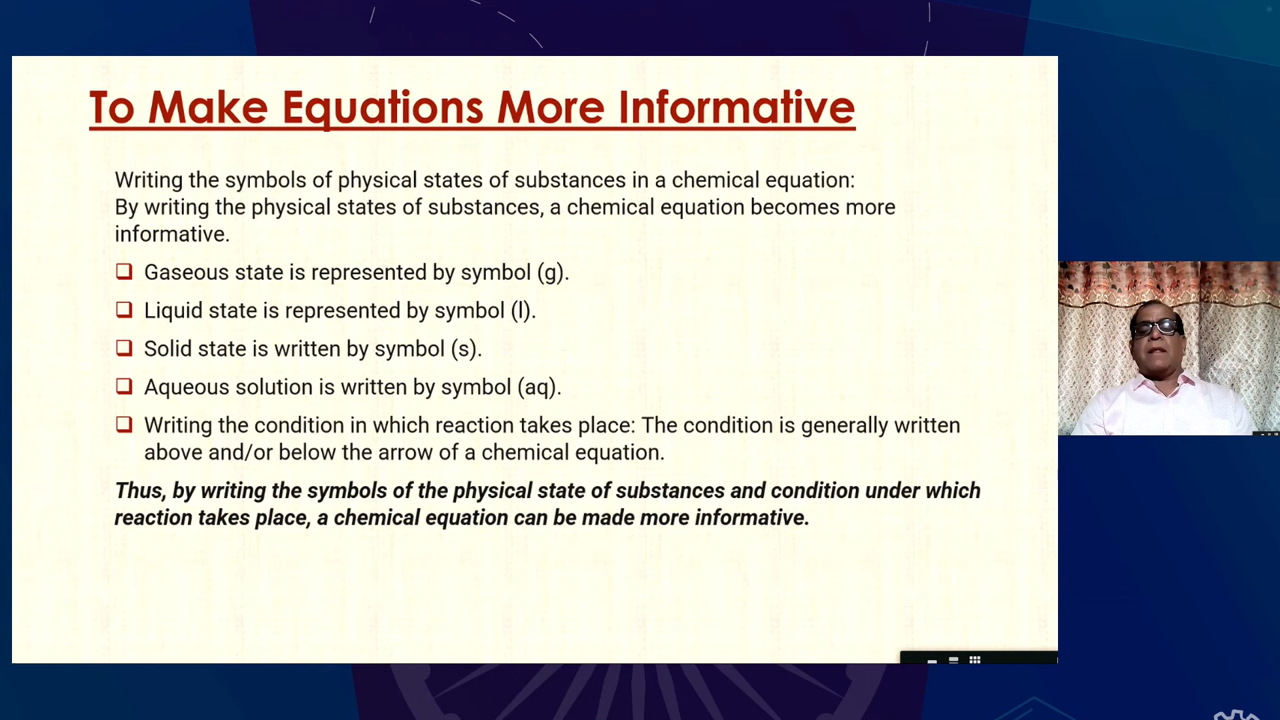 To Make Equations More Informative
Writing the symbols of physical states of substances in a chemical equation:
By writing the physical states of substances, a chemical equation becomes more
informative.
Gaseous state is represented by symbol (g).
Liquid state is represented by symbol (l).
Solid state is written by symbol (s).
Aqueous solution is written by symbol (aq).
Writing the condition in which reaction takes place: The condition is generally written
above and/or below the arrow of a chemical equation.
Thus, by writing the symbols of the physical state of substances and condition under which
reaction takes place, a chemical equation can be made more informative.